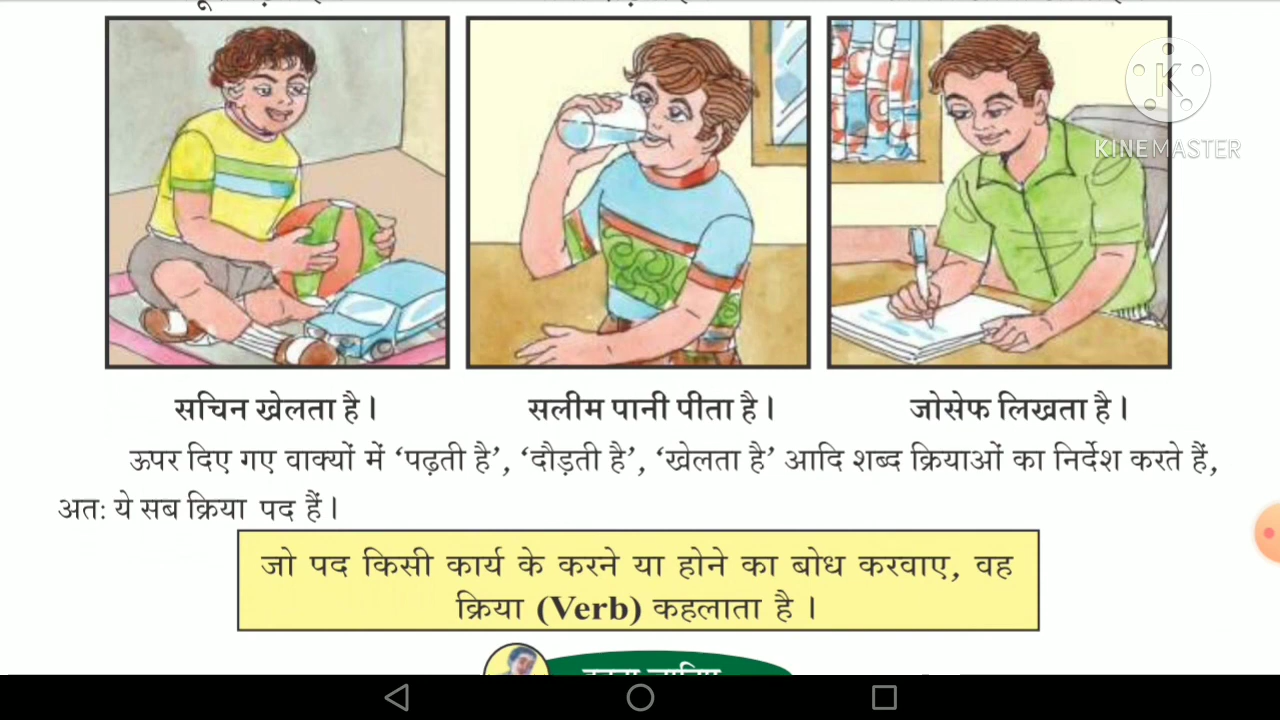 KINEMASTER
सचिन खेलता है।
सलीम पानी पीता है।
जोसेफ लिखता है।
ऊपर दिए गए वाक्यों में ‘पढ़ती है’, ‘दौड़ती है’, ‘खेलता है’ आदि शब्द क्रियाओं का निर्देश करते हैं,
अतः ये सब क्रिया पद हैं।
जो पद किसी कार्य के करने या होने का बोध करवाए, वह
क्रिया (Verb) कहलाता है ।